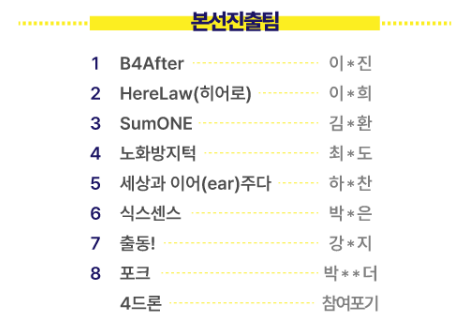 본선진출팀
1 B4After 이*진
2 HereLaw(히어로) 이*희
3 SumONE 김*환
4 노화방지턱 최*도
5 세상과 이어(ear)주다 하*찬
6 식스센스 박*은
7 출동! 강*지
8 포크 박**더
4드론 참여포기